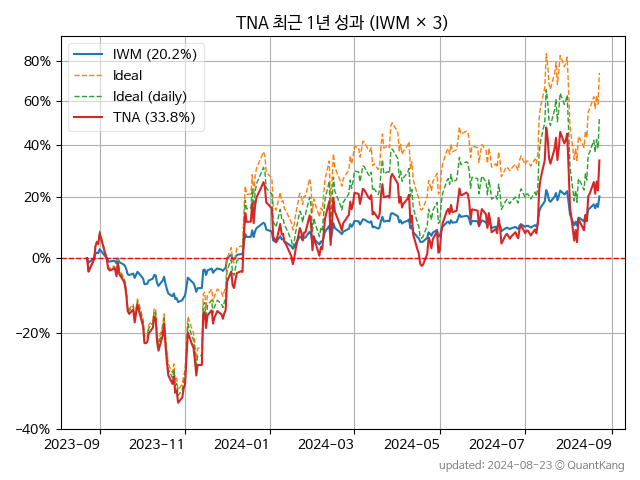 TNA 최근 1년 성과 (IWM × 3)
IWM (20.2%)
Ideal
Ideal (daily)
TNA (33.8%)
80%
60%
40%
20%
0%
−20%
−40%
2023-09 2023-11 2024-01 2024-03 2024-05 2024-07 2024-09
updated: 2024-08-23 © QuantKang